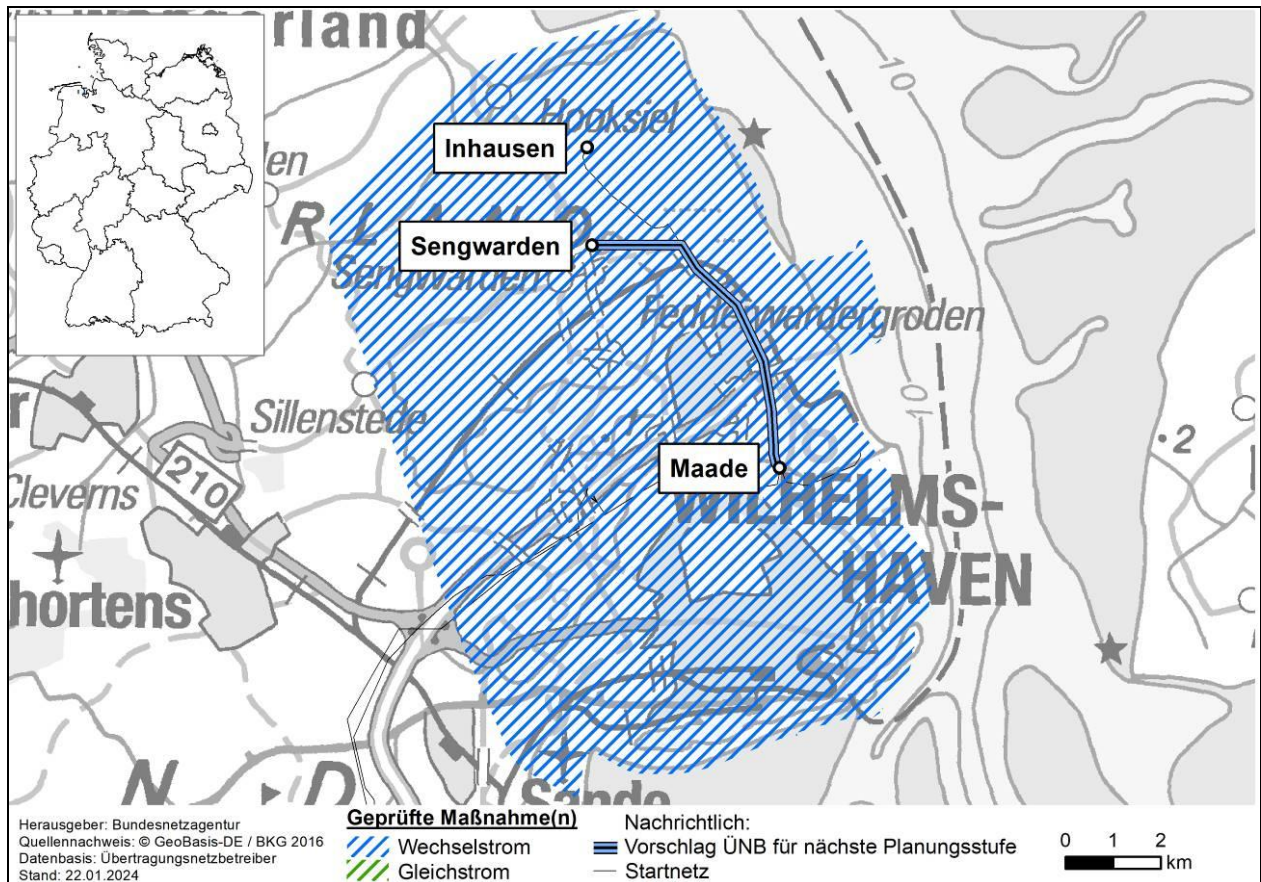 Wangerland
Hooksiel
Inhausen
den
R L A N D
Sengwarden
Sengwarden
Fedderwardergroden
10
10
Sillenstede
210
Cleverns
2
Maade
WILHELMS-
HAVEN
hortens
N D
Sande
Herausgeber: Bundesnetzagentur
Quellennachweis: © GeoBasis-DE / BKG 2016
Datenbasis: Übertragungsnetzbetreiber
Stand: 22.01.2024
Geprüfte Maßnahme(n)
Wechselstrom
Gleichstrom
Nachrichtlich:
Vorschlag ÜNB für nächste Planungsstufe
Startnetz
0 1 2
km